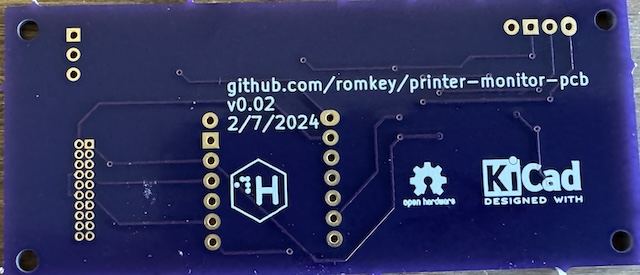 github.com/romkey/printer-monitor-pcb
v0.02
2/7/2024
H
open hardware
KiCad
DESIGNED WITH